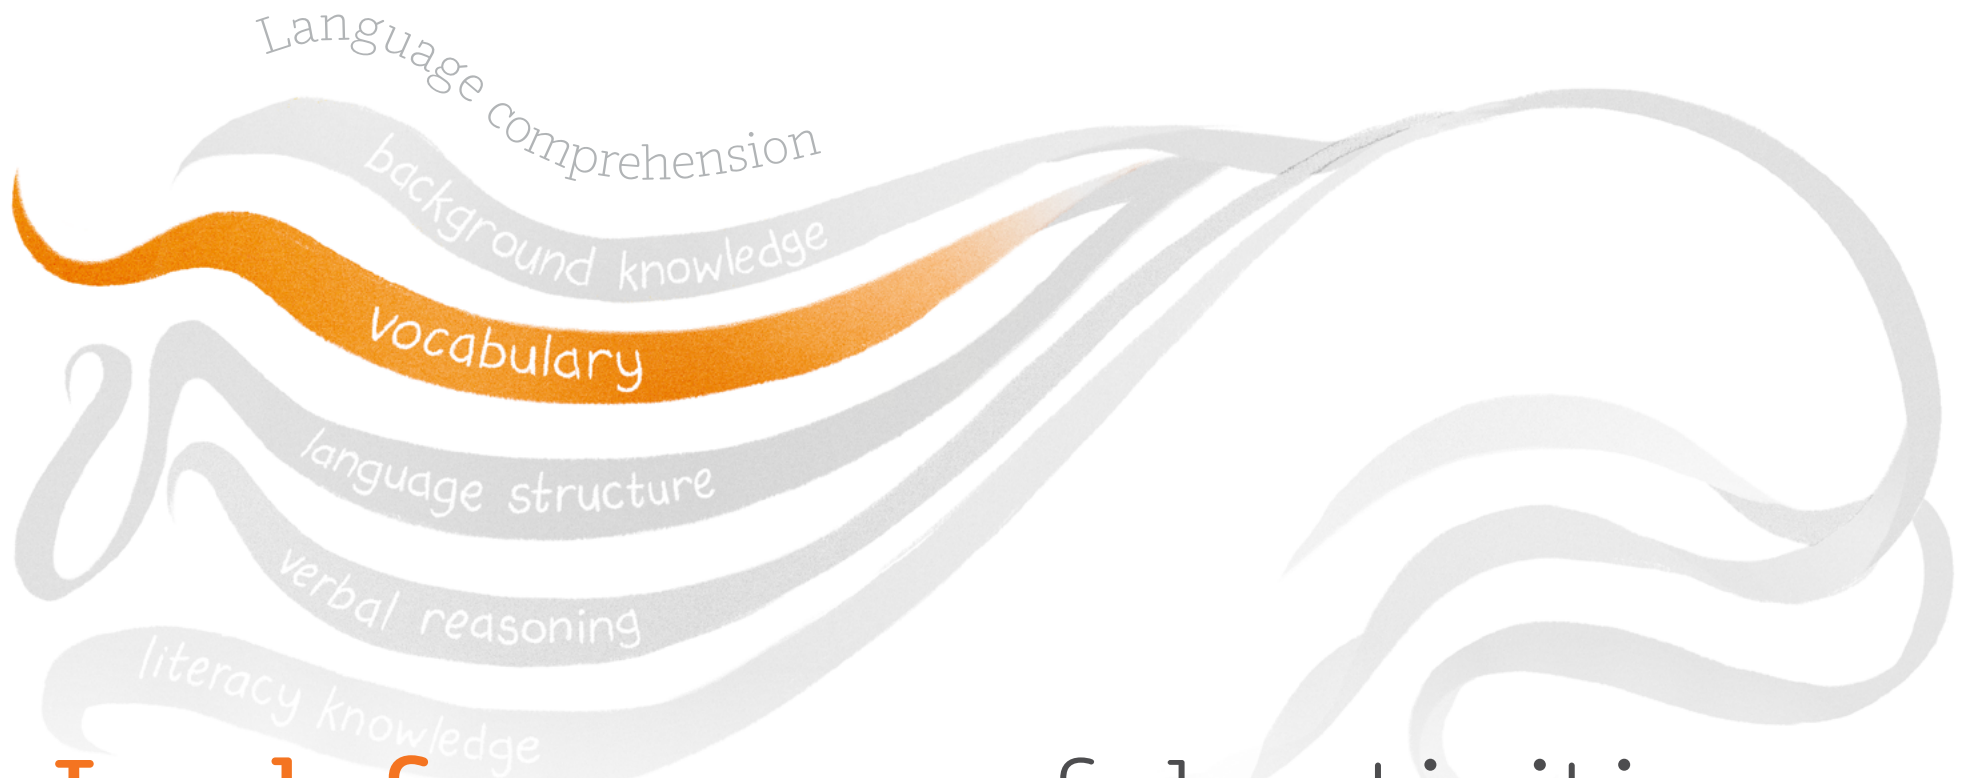 Language comprehension
background knowledge
vocabulary
language structure
verbal reasoning
literacy knowledge